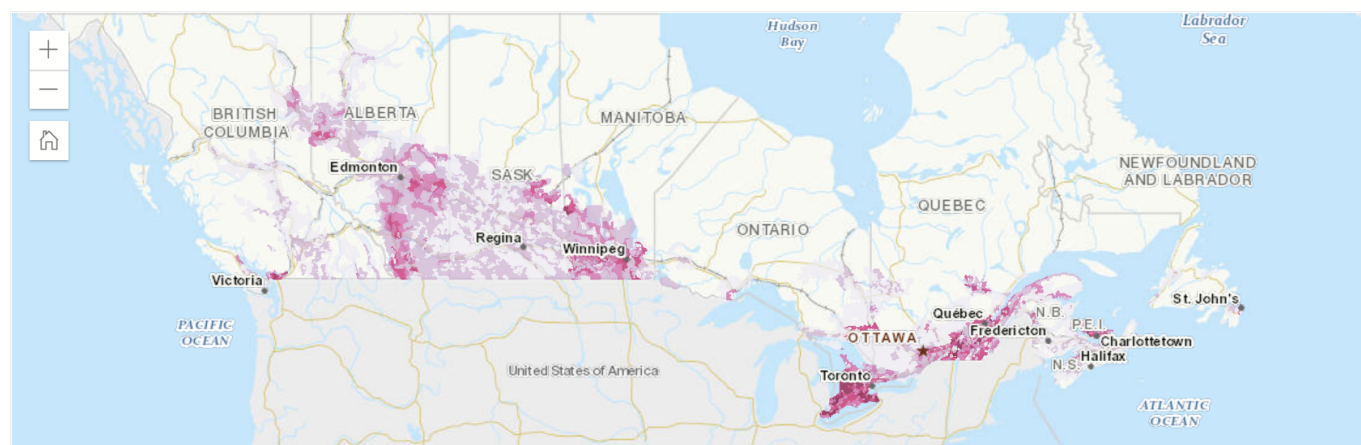 Hudson
Bay
Labrador
Sea
+
−
BRITISH
COLUMBIA
ALBERTA
MANITOBA
Edmonton
SASK
NEWFOUNDLAND
AND LABRADOR
QUEBEC
ONTARIO
Regina
Winnipeg
Victoria
St. John's
Québec
N.B.
PACIFIC
OCEAN
P.E.I.
Fredericton
OTTAWA
Charlottetown
Halifax
N.S.
United States of America
Toronto
ATLANTIC
OCEAN